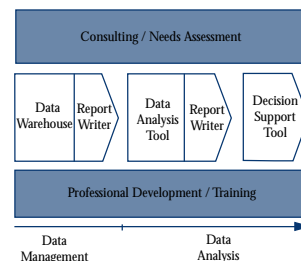 Consulting / Needs Assessment
Data
Warehouse
Report
Writer
Data
Analysis
Tool
Report
Writer
Decision
Support
Tool
Professional Development / Training
Data
Management
Data
Analysis